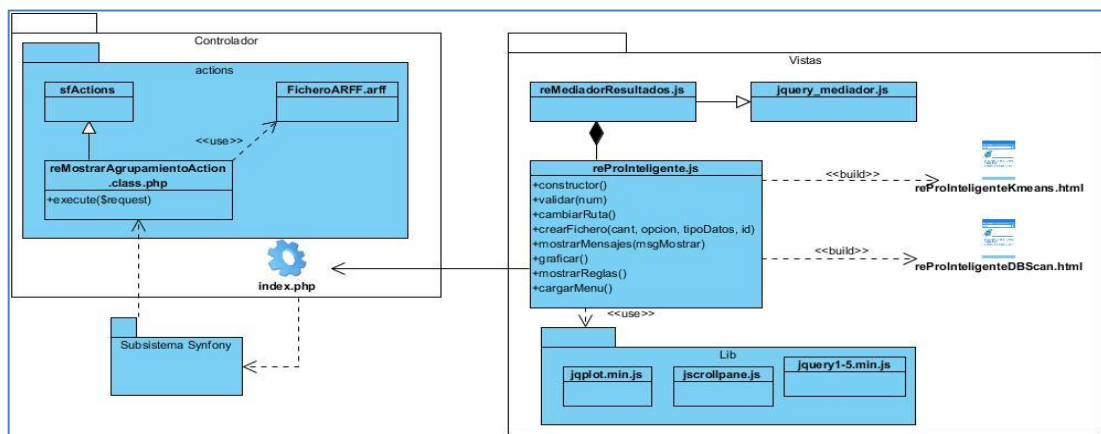 Controlador
actions
sfActions
FicheroARFF.arff
<<use>>
reMostrarAgrupamientoAction
.class.php
+execute($request)
index.php
Subsistema Synfony
Vistas
reMediadorResultados.js
jquery_mediador.js
reProInteligente.js
+constructor()
+validar(num)
+cambiarRuta()
+crearFichero(cant, opcion, tipoDatos, id)
+mostrarMensajes(msgMostrar)
+graficar()
+mostrarReglas()
+cargarMenu()
<<build>>
reProInteligenteKmeans.html
<<build>>
reProInteligenteDBScan.html
<<use>>
Lib
jqplot.min.js
jscrollpane.js
jquery1-5.min.js